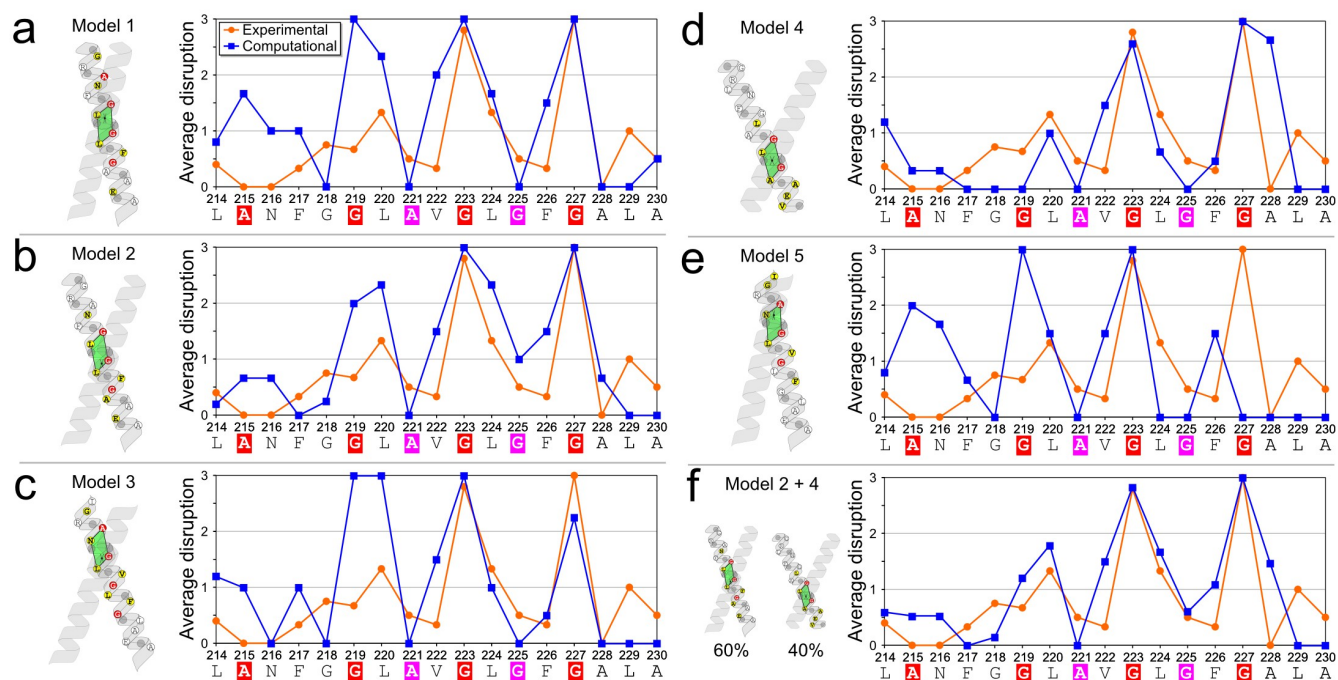 a
Model 1
Average disruption
3
2
1
0
Experimental
Computational
214 215 216 217 218 219 220 221 222 223 224 225 226 227 228 229 230
L A N F G G L A V G L G F G A L A
b
Model 2
Average disruption
3
2
1
0
214 215 216 217 218 219 220 221 222 223 224 225 226 227 228 229 230
L A N F G G L A V G L G F G A L A
c
Model 3
Average disruption
3
2
1
0
214 215 216 217 218 219 220 221 222 223 224 225 226 227 228 229 230
L A N F G G L A V G L G F G A L A
d
Model 4
Average disruption
3
2
1
0
214 215 216 217 218 219 220 221 222 223 224 225 226 227 228 229 230
L A N F G G L A V G L G F G A L A
e
Model 5
Average disruption
3
2
1
0
214 215 216 217 218 219 220 221 222 223 224 225 226 227 228 229 230
L A N F G G L A V G L G F G A L A
f
Model 2 + 4
60%
40%
Average disruption
3
2
1
0
214 215 216 217 218 219 220 221 222 223 224 225 226 227 228 229 230
L A N F G G L A V G L G F G A L A